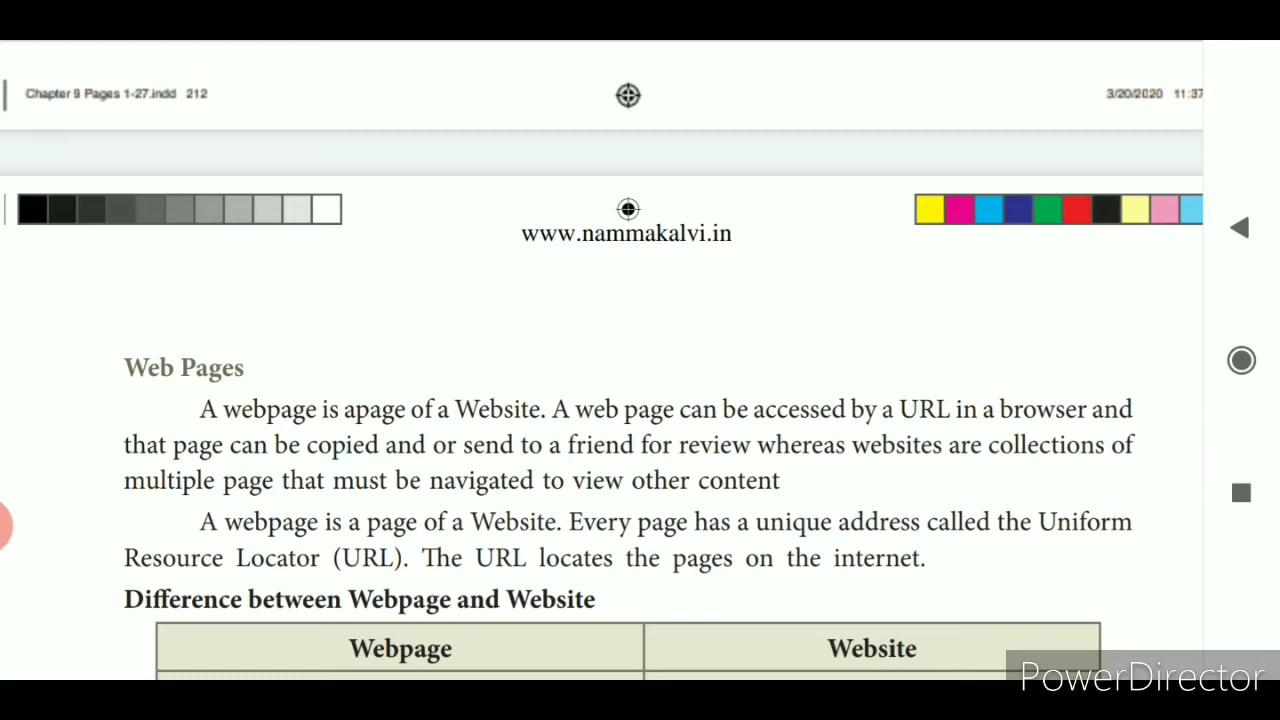 Chapter 9 Pages 1-27.indd 212
3/20/2020 11:37
www.nammakalvi.in
Web Pages
A webpage is apage of a Website. A web page can be accessed by a URL in a browser and
that page can be copied and or send to a friend for review whereas websites are collections of
multiple page that must be navigated to view other content
A webpage is a page of a Website. Every page has a unique address called the Uniform
Resource Locator (URL). The URL locates the pages on the internet.
Difference between Webpage and Website
Webpage
Website
PowerDirector